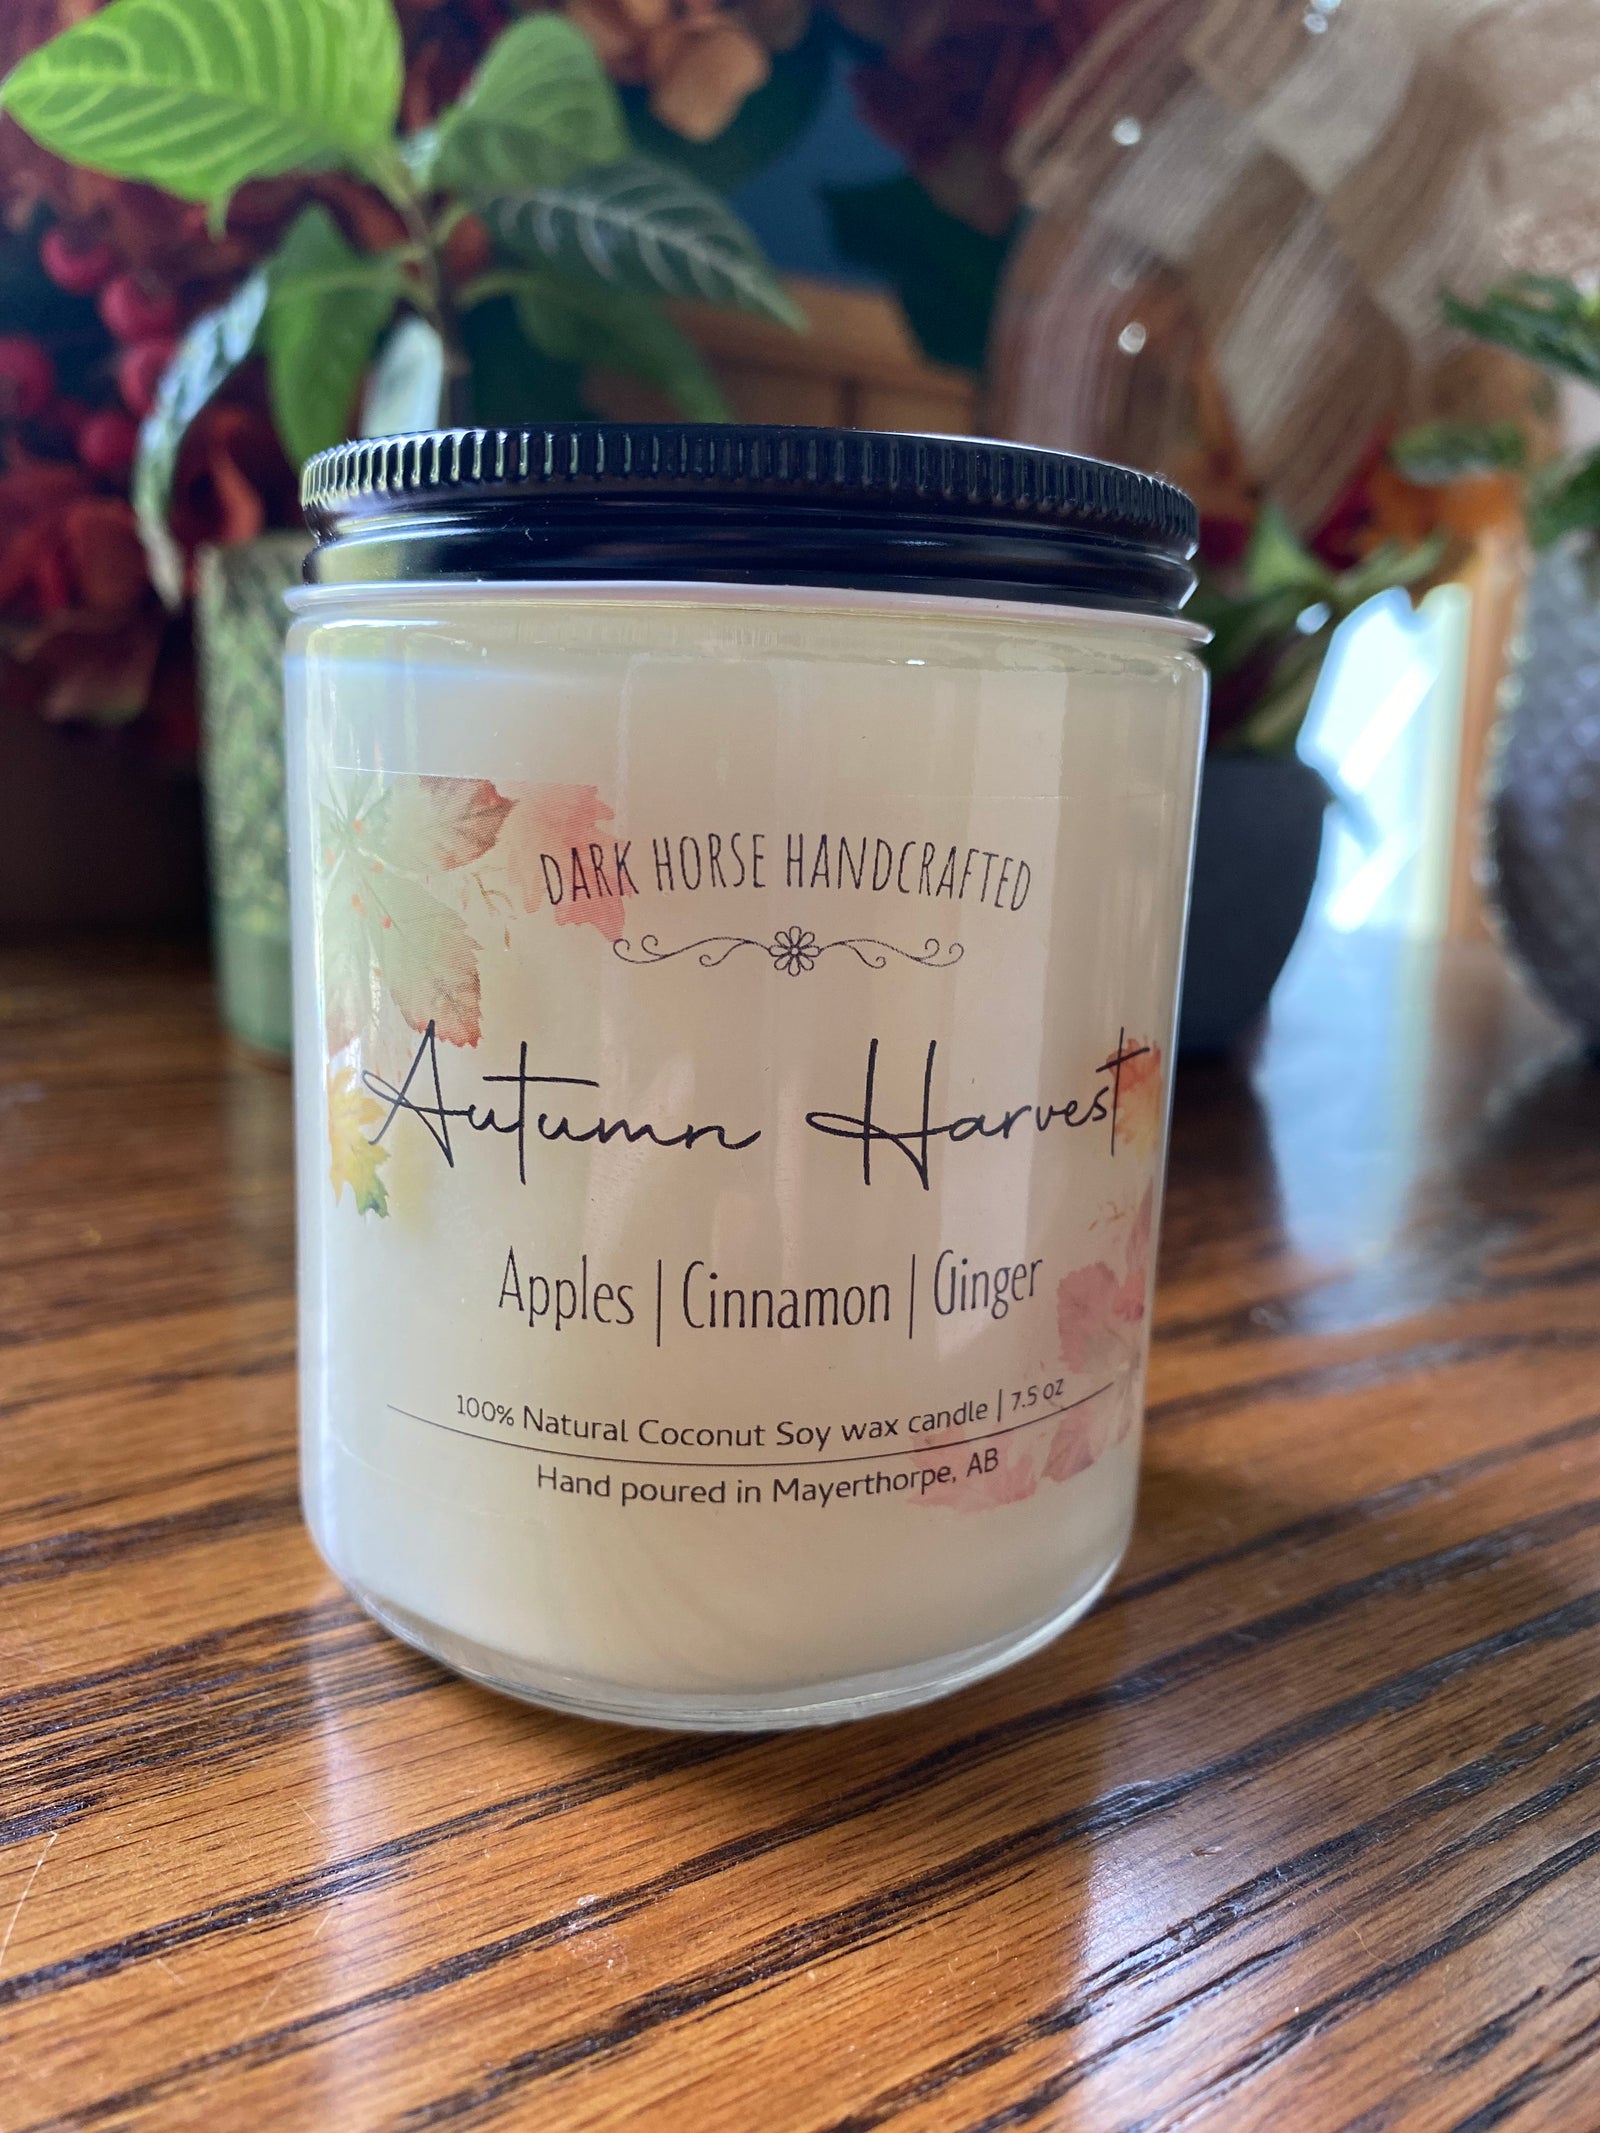 DARK HORSE HANDCRAFTED
Autumn Harvest
Apples | Cinnamon | Ginger
100% Natural Coconut Soy wax candle | 7.5 oz
Hand poured in Mayerthorpe, AB